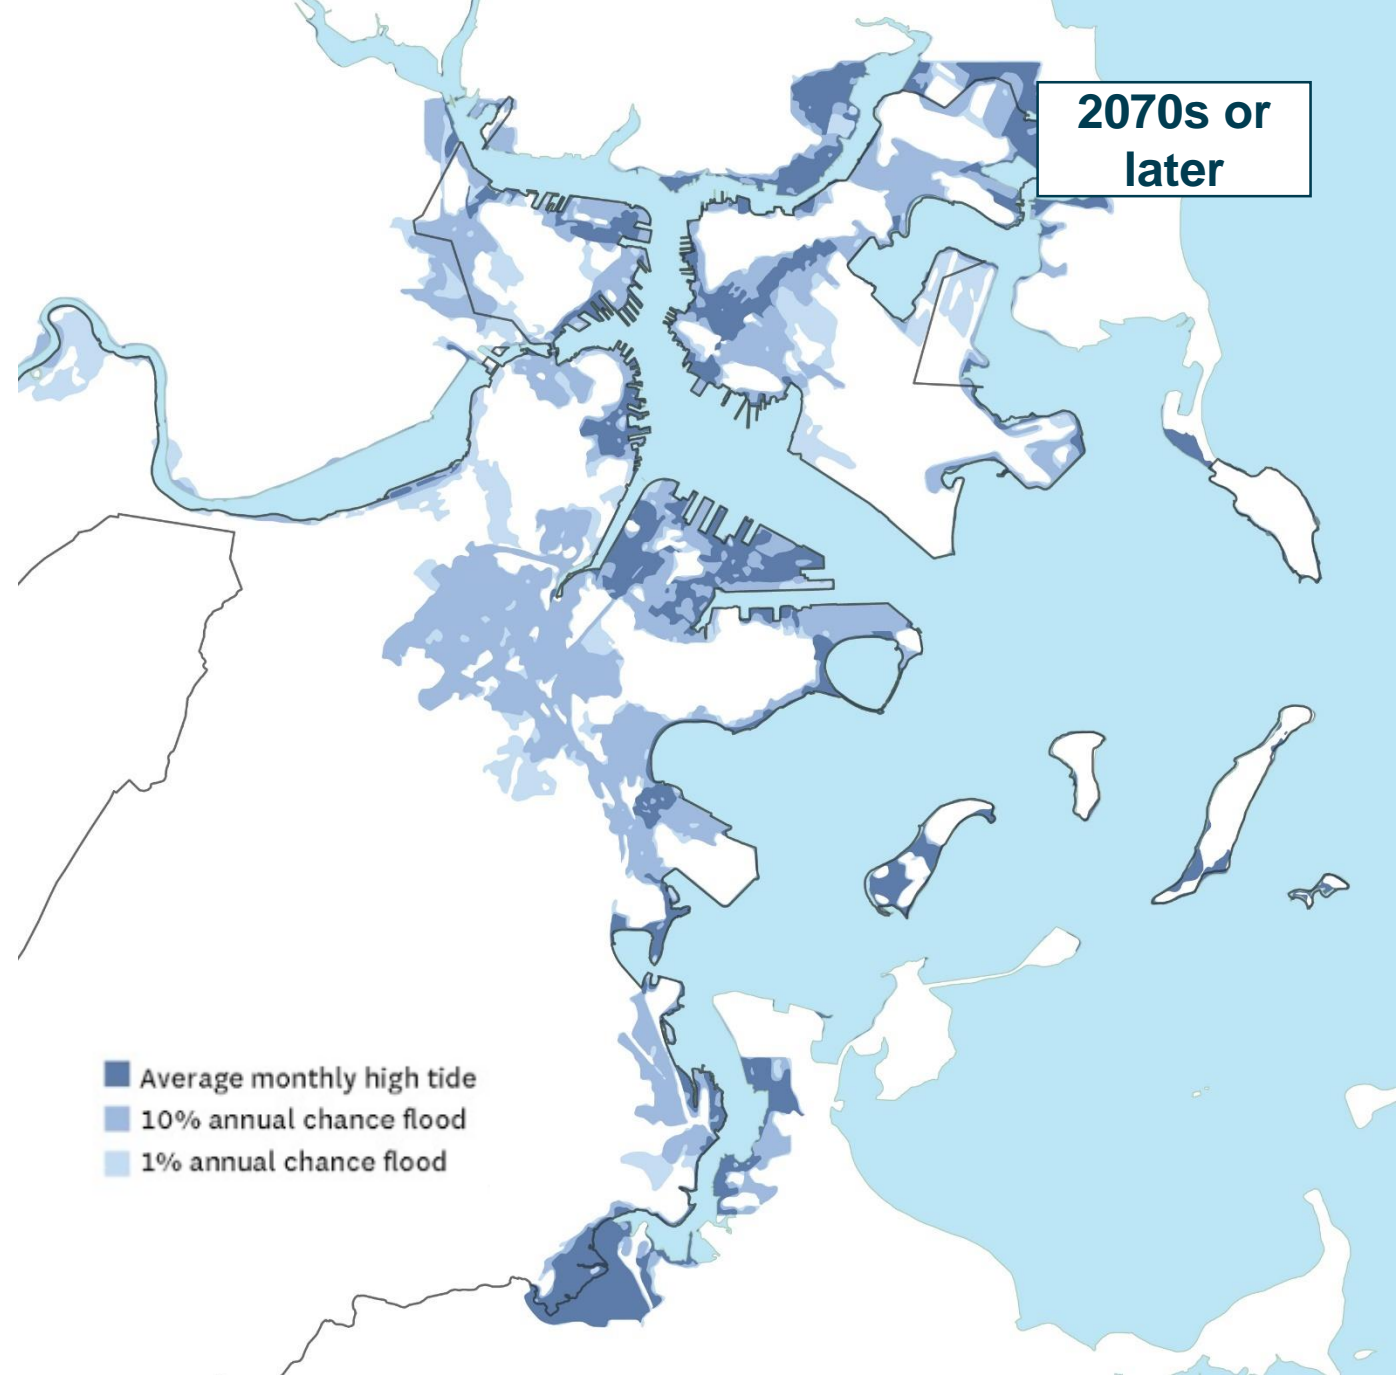 2070s or
later
Average monthly high tide
10% annual chance flood
1% annual chance flood